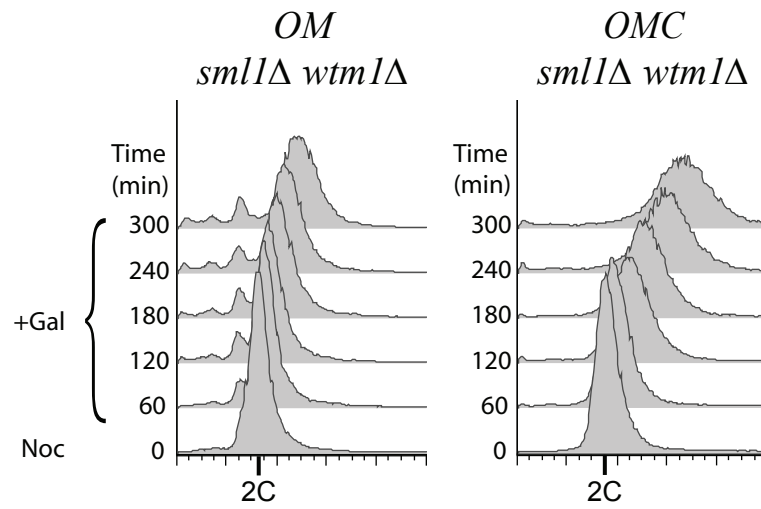 OM
sml1Δ wtm1Δ
OMC
sml1Δ wtm1Δ
Time
(min)
300
240
180
120
60
0
+Gal
Noc
2C
Time
(min)
300
240
180
120
60
0
2C